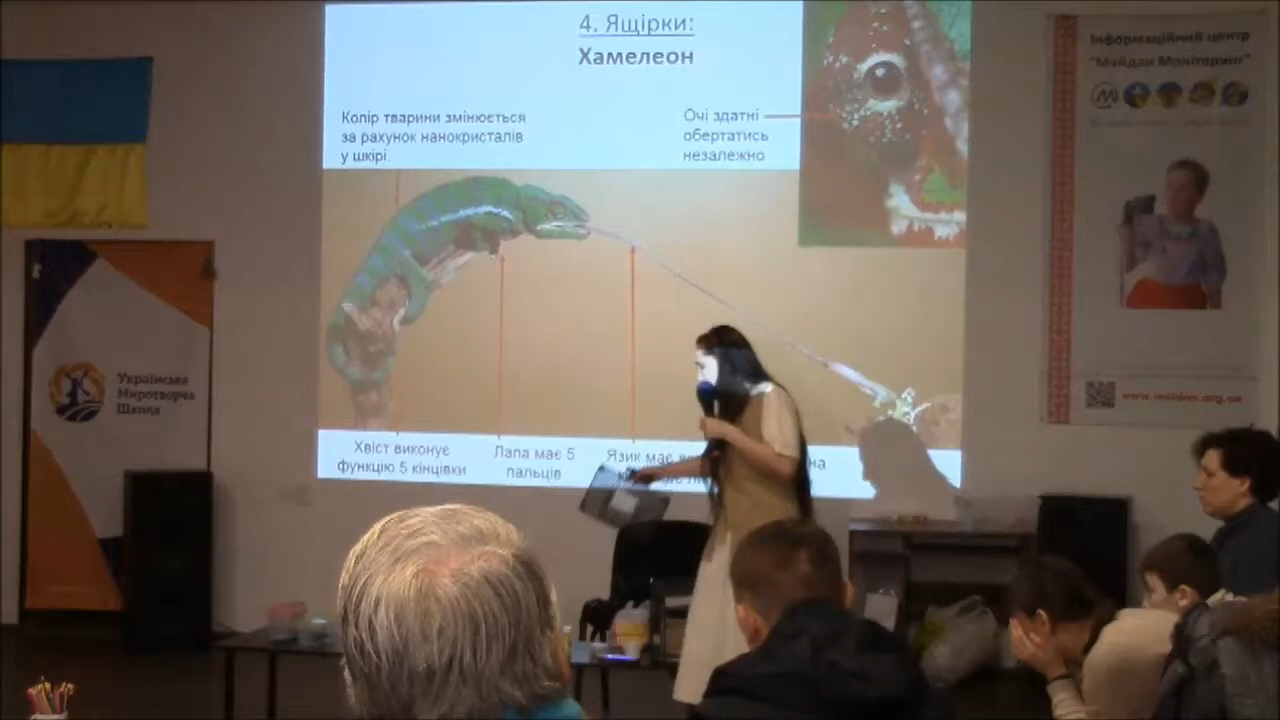 4. Ящірки:
Хамелеон
Колір тварини змінюється
за рахунок нанокристалів
у шкірі.
Очі здатні
обертатись
незалежно
Хвіст виконує
функцію 5 кінцівки
Лапа має 5
пальців
Язик має
на
Українська
Миротворча
Школа
Інформаційний центр
"Майдан Моніторинг"
www.maidan.org.ua